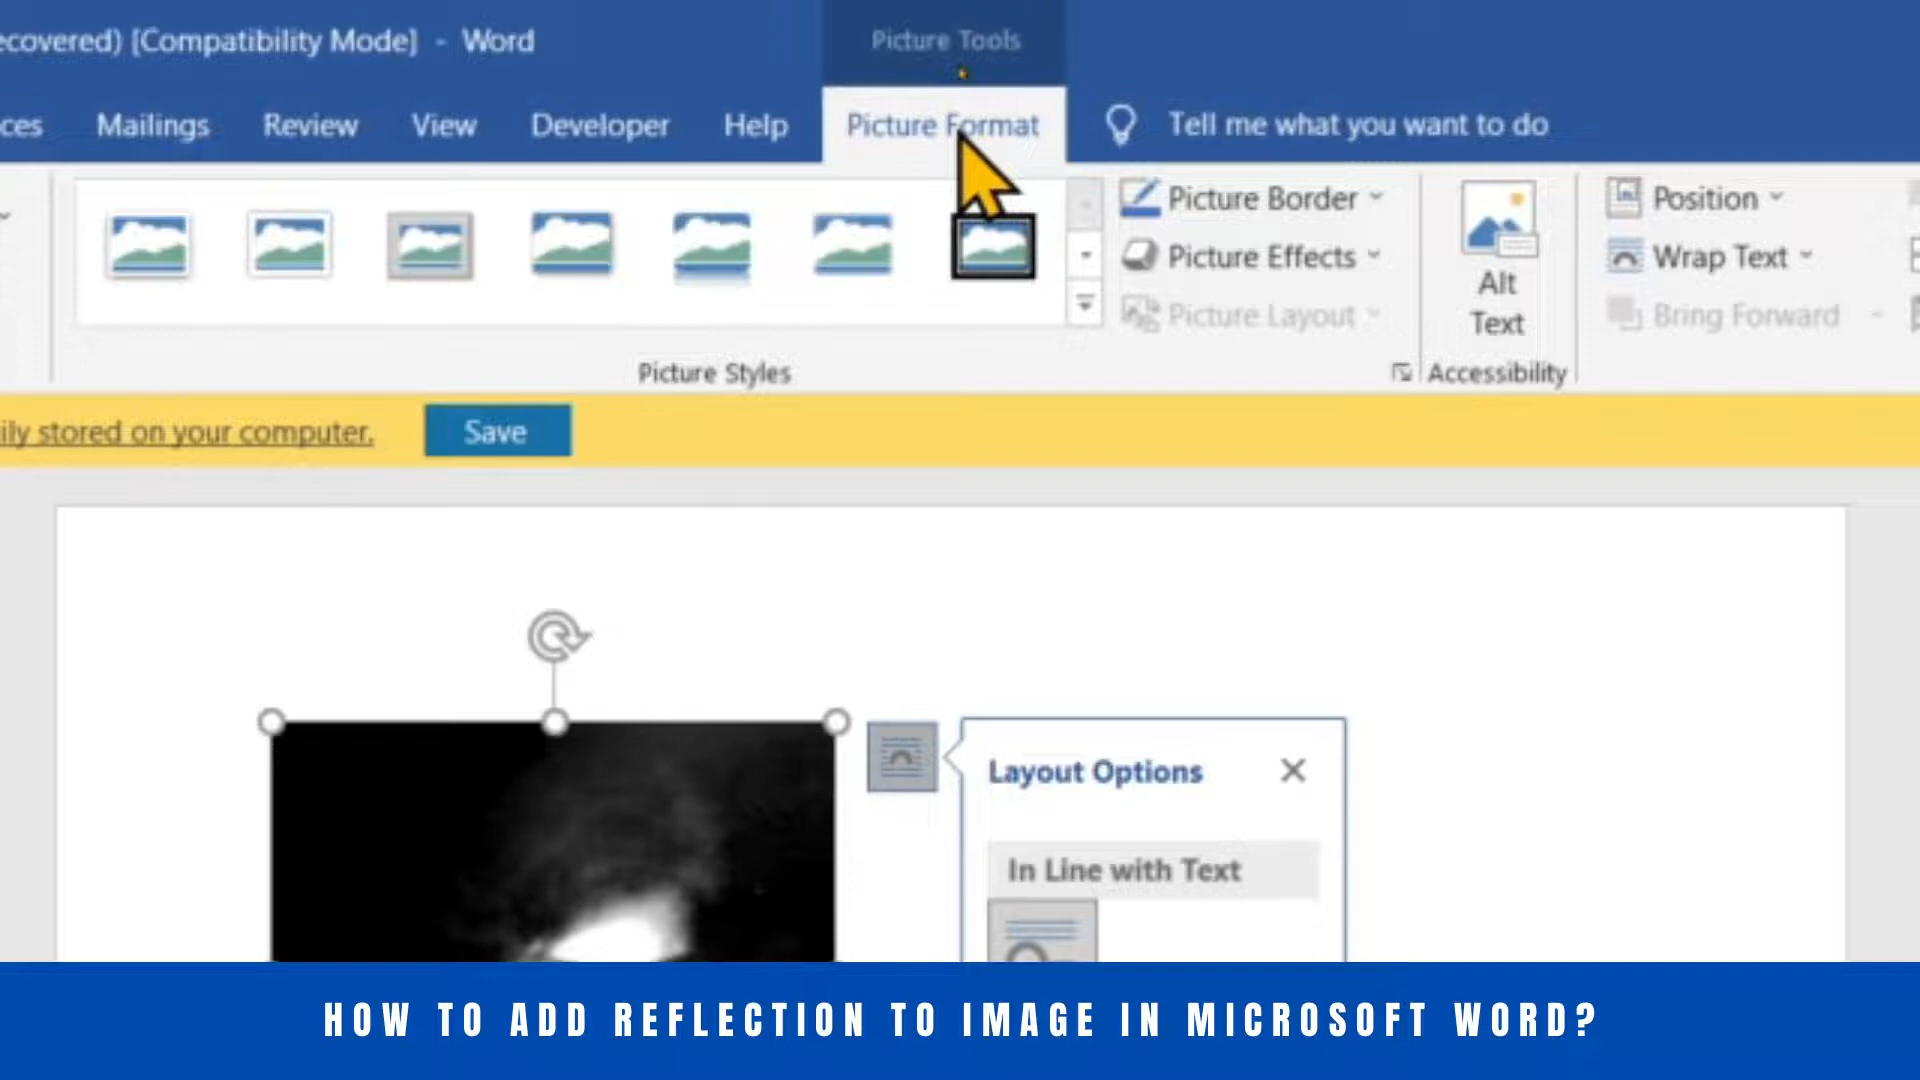 ecovered) [Compatibility Mode] - Word
Picture Tools
ces Mailings Review View Developer Help Picture Format Tell me what you want to do
Picture Border
Picture Effects
Picture Layout
Picture Styles
Alt
Text
Accessibility
Position
Wrap Text
Bring Forward
ily stored on your computer. Save
Layout Options
In Line with Text
HOW TO ADD REFLECTION TO IMAGE IN MICROSOFT WORD?